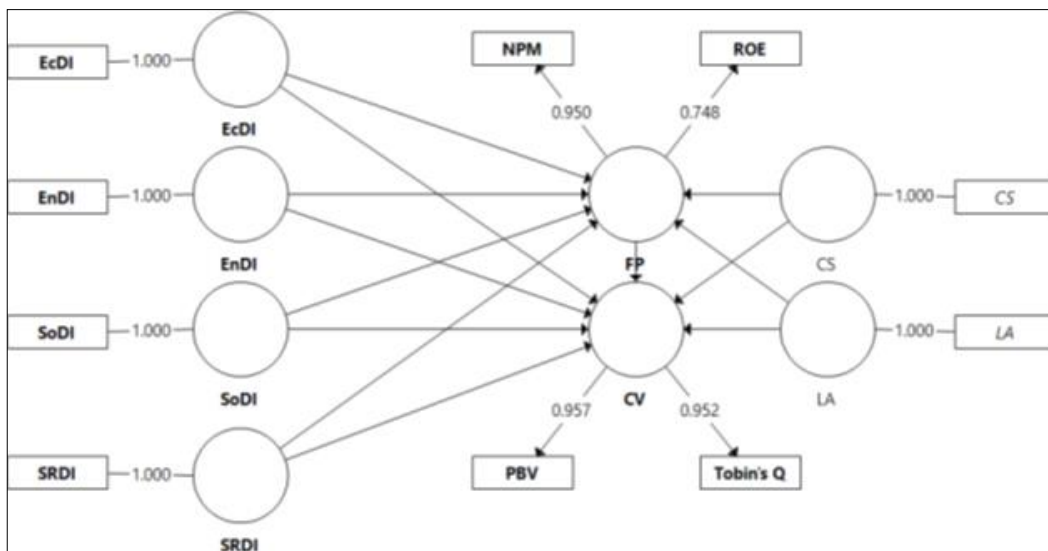 NPM
ROE
EcDI
1.000
EcDI
0.950
0.748
EnDI
1.000
EnDI
FP
CS
1.000
CS
SoDI
1.000
SoDI
CV
LA
1.000
LA
0.957
0.952
SRDI
1.000
SRDI
PBV
Tobin's Q